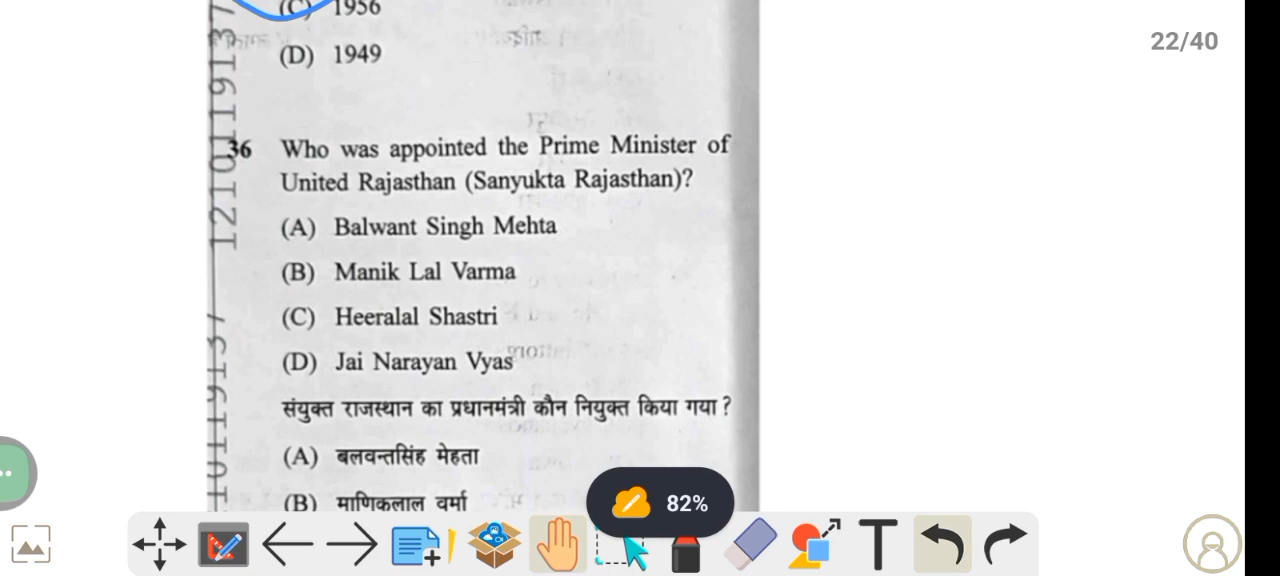 (C) 1956
22/40
(D) 1949
36 Who was appointed the Prime Minister of
United Rajasthan (Sanyukta Rajasthan)?
(A) Balwant Singh Mehta
(B) Manik Lal Varma
(C) Heeralal Shastri
(D) Jai Narayan Vyas
संयुक्त राजस्थान का प्रधानमंत्री कौन नियुक्त किया गया ?
(A) बलवन्तसिंह मेहता
(B) माणिकलाल वर्मा
82%
T